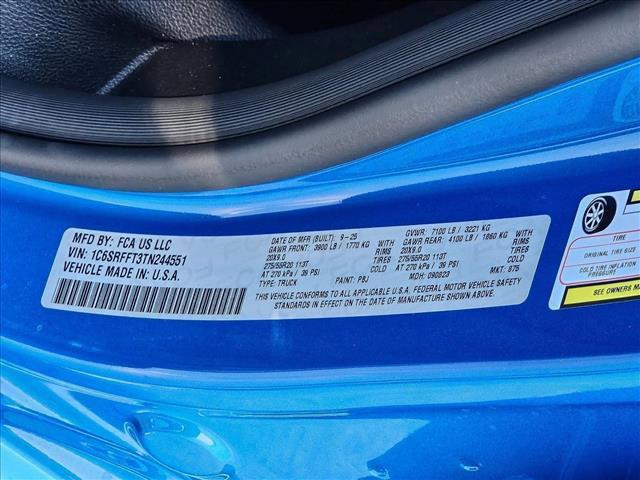 MFD BY: FCA US LLC
VIN: 1C6SRFFT3TN244551
VEHICLE MADE IN U.S.A.
DATE OF MFR (BUILT): 9-25
GAWR FRONT: 3900 LB / 1770 KG WITH
20X9.0 RIMS
275/55R20 113T TIRES
AT 270 kPa / 39 PSI COLD
TYPE: TRUCK PAINT: PBJ
GVWR: 7100 LB / 3221 KG
GAWR REAR: 4100 LB / 1860 KG WITH
20X9.0 RIMS
275/55R20 113T TIRES
AT 270 kPa / 39 PSI COLD
MDH: 090823 MKT: 875
THIS VEHICLE CONFORMS TO ALL APPLICABLE U.S.A. FEDERAL MOTOR VEHICLE SAFETY
STANDARDS IN EFFECT ON THE DATE OF MANUFACTURE SHOWN ABOVE.
TIRE
ORIGINAL TIRE SIZE
PRESSURE
SEE OWNERS MA